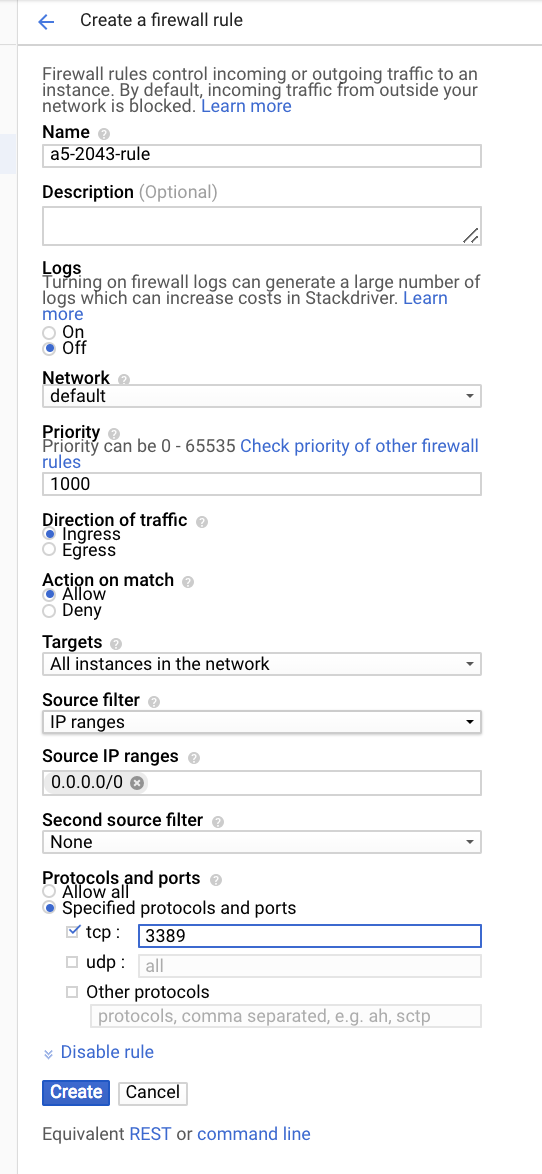 Create a firewall rule
Firewall rules control incoming or outgoing traffic to an
instance. By default, incoming traffic from outside your
network is blocked. Learn more
Name
a5-2043-rule
Description (Optional)
Logs
Turning on firewall logs can generate a large number of
logs which can increase costs in Stackdriver. Learn
more
On
Off
Network
default
Priority
Priority can be 0 - 65535 Check priority of other firewall
rules
1000
Direction of traffic
Ingress
Egress
Action on match
Allow
Deny
Targets
All instances in the network
Source filter
IP ranges
Source IP ranges
0.0.0.0/0
Second source filter
None
Protocols and ports
Allow all
Specified protocols and ports
tcp : 3389
udp : all
Other protocols
protocols, comma separated, e.g. ah, sctp
Disable rule
Create Cancel
Equivalent REST or command line